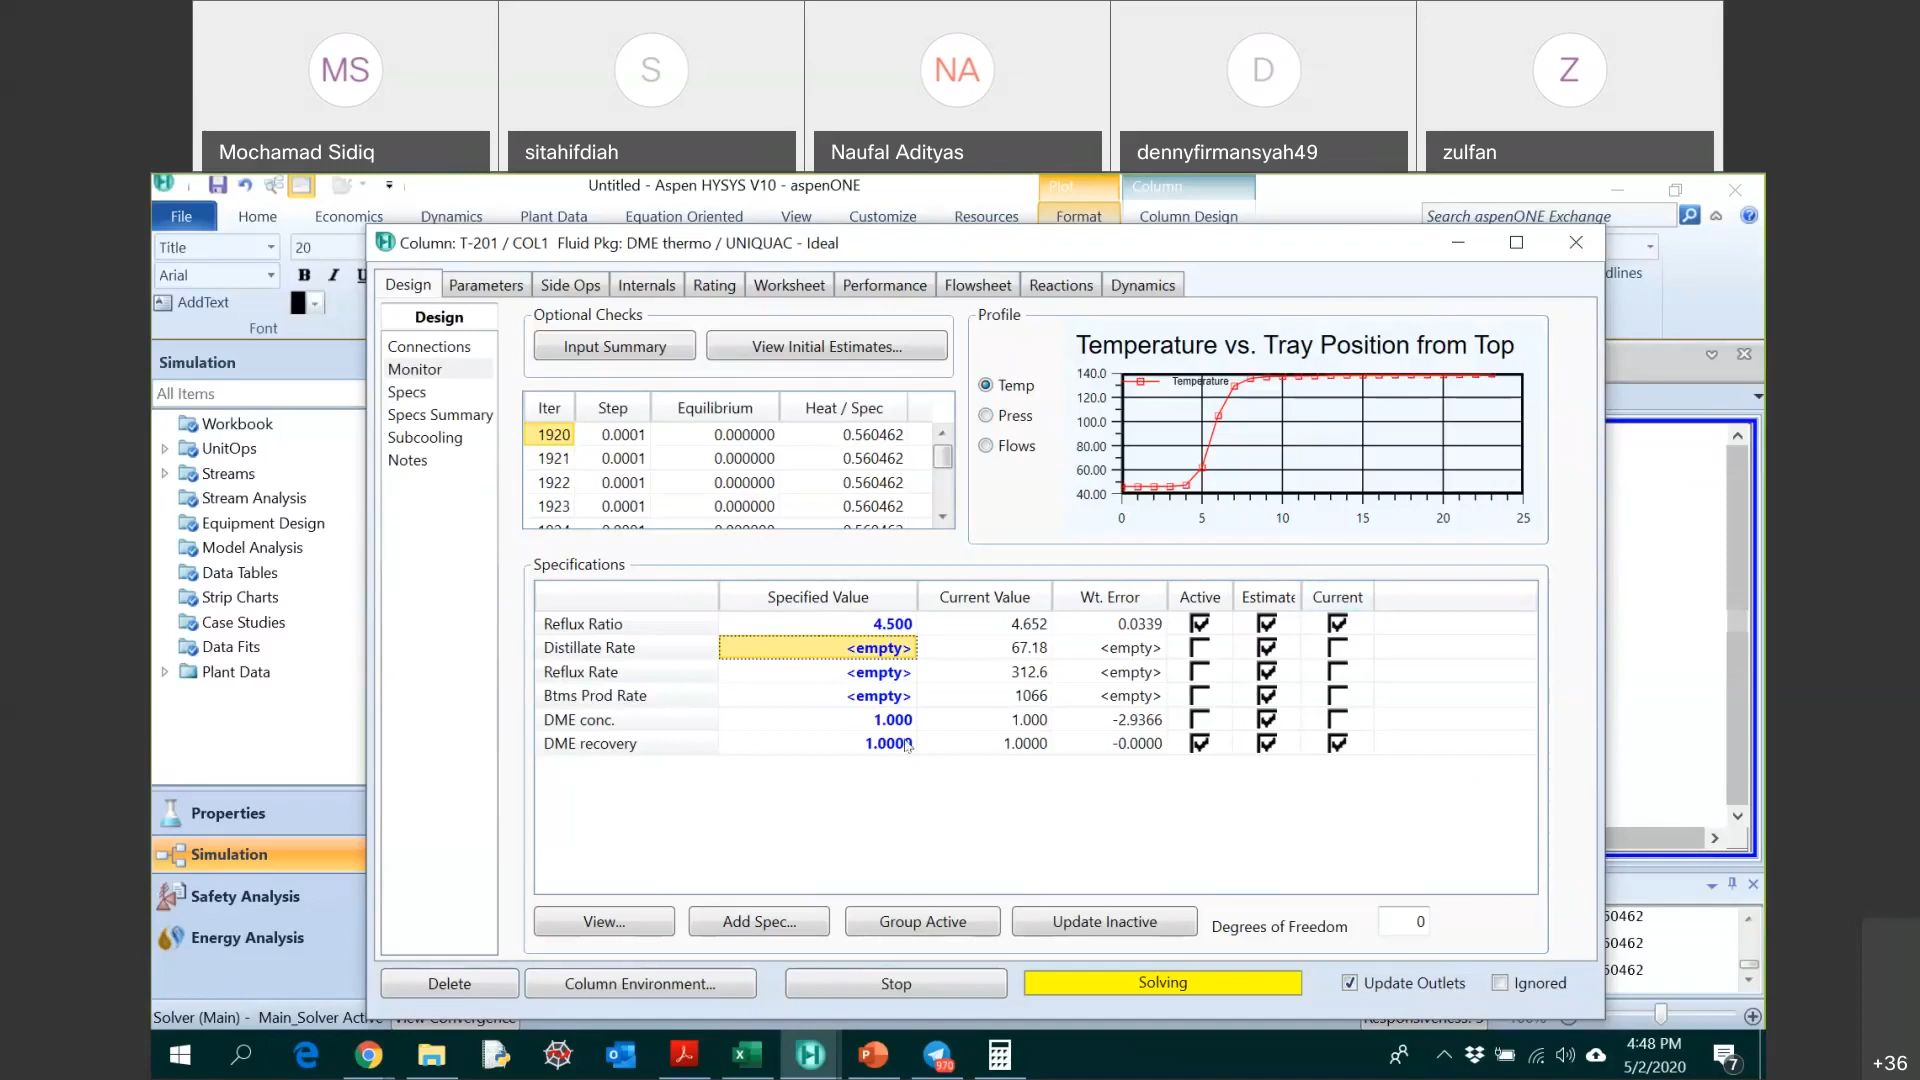 MS
S
NA
D
Z
Mochamad Sidiq
sitahifdiah
Naufal Adityas
dennyfirmansyah49
zulfan
Untitled - Aspen HYSYS V10 - aspenONE
Plot
Column
File
Home
Economics
Dynamics
Plant Data
Equation Oriented
View
Customize
Resources
Format
Column Design
Search aspenONE Exchange
Title
20
Arial
B I U
AddText
Font
dlines
Column: T-201 / COL1 Fluid Pkg: DME thermo / UNIQUAC - Ideal
Design
Parameters
Side Ops
Internals
Rating
Worksheet
Performance
Flowsheet
Reactions
Dynamics
Simulation
All Items
Workbook
UnitOps
Streams
Stream Analysis
Equipment Design
Model Analysis
Data Tables
Strip Charts
Case Studies
Data Fits
Plant Data
Properties
Simulation
Safety Analysis
Energy Analysis
Design
Connections
Monitor
Specs
Specs Summary
Subcooling
Notes
Optional Checks
Input Summary
View Initial Estimates...
Iter Step Equilibrium Heat / Spec
1920 0.0001 0.000000 0.560462
1921 0.0001 0.000000 0.560462
1922 0.0001 0.000000 0.560462
1923 0.0001 0.000000 0.560462
Profile
Temp
Press
Flows
Temperature vs. Tray Position from Top
Temperature
140.0
120.0
100.0
80.00
60.00
40.00
0 5 10 15 20 25
Specifications
Specified Value Current Value Wt. Error Active Estimate Current
Reflux Ratio 4.500 4.652 0.0339
Distillate Rate <empty> 67.18 <empty>
Reflux Rate <empty> 312.6 <empty>
Btms Prod Rate <empty> 1066 <empty>
DME conc. 1.000 1.000 -2.9366
DME recovery 1.0000 1.0000 -0.0000
View...
Add Spec...
Group Active
Update Inactive
Degrees of Freedom
0
Delete
Column Environment...
Stop
Solving
Update Outlets
Ignored
60462
60462
60462
Solver (Main) - Main_Solver Active
View Convergence
970
4:48 PM
5/2/2020
7
+36